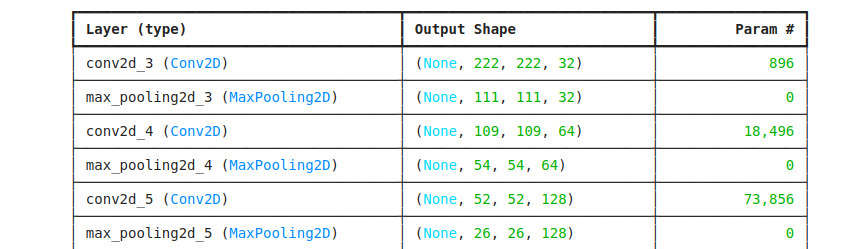 Layer (type) Output Shape Param #
conv2d_3 (Conv2D) (None, 222, 222, 32) 896
max_pooling2d_3 (MaxPooling2D) (None, 111, 111, 32) 0
conv2d_4 (Conv2D) (None, 109, 109, 64) 18,496
max_pooling2d_4 (MaxPooling2D) (None, 54, 54, 64) 0
conv2d_5 (Conv2D) (None, 52, 52, 128) 73,856
max_pooling2d_5 (MaxPooling2D) (None, 26, 26, 128) 0